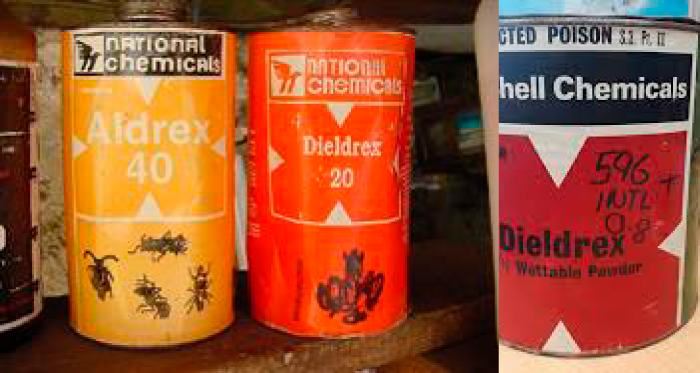 NATIONAL
chemicals
Aldrex
40
NATIONAL
chemicals
Dieldrex
20
CTED POISON S.1. Pt. II
hell Chemicals
596 +
INTL
0.8
Dieldrex
Wettable Powder